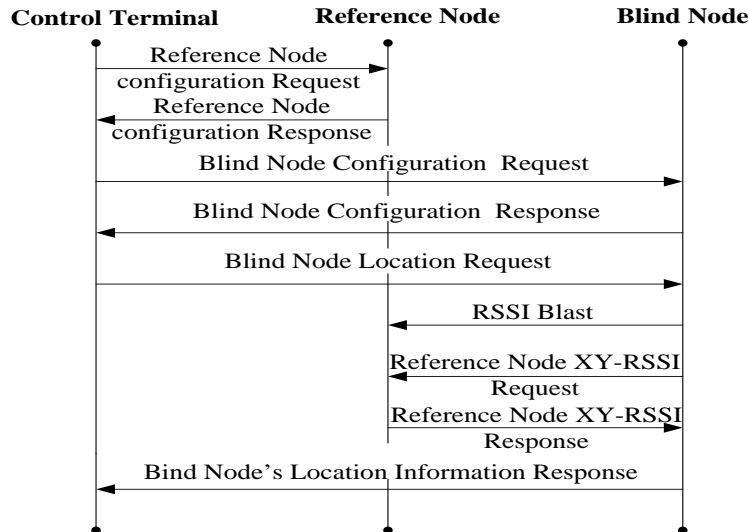 Control Terminal
Reference Node
Blind Node
Reference Node
configuration Request
Reference Node
configuration Response
Blind Node Configuration Request
Blind Node Configuration Response
Blind Node Location Request
RSSI Blast
Reference Node XY-RSSI
Request
Reference Node XY-RSSI
Response
Bind Node’s Location Information Response